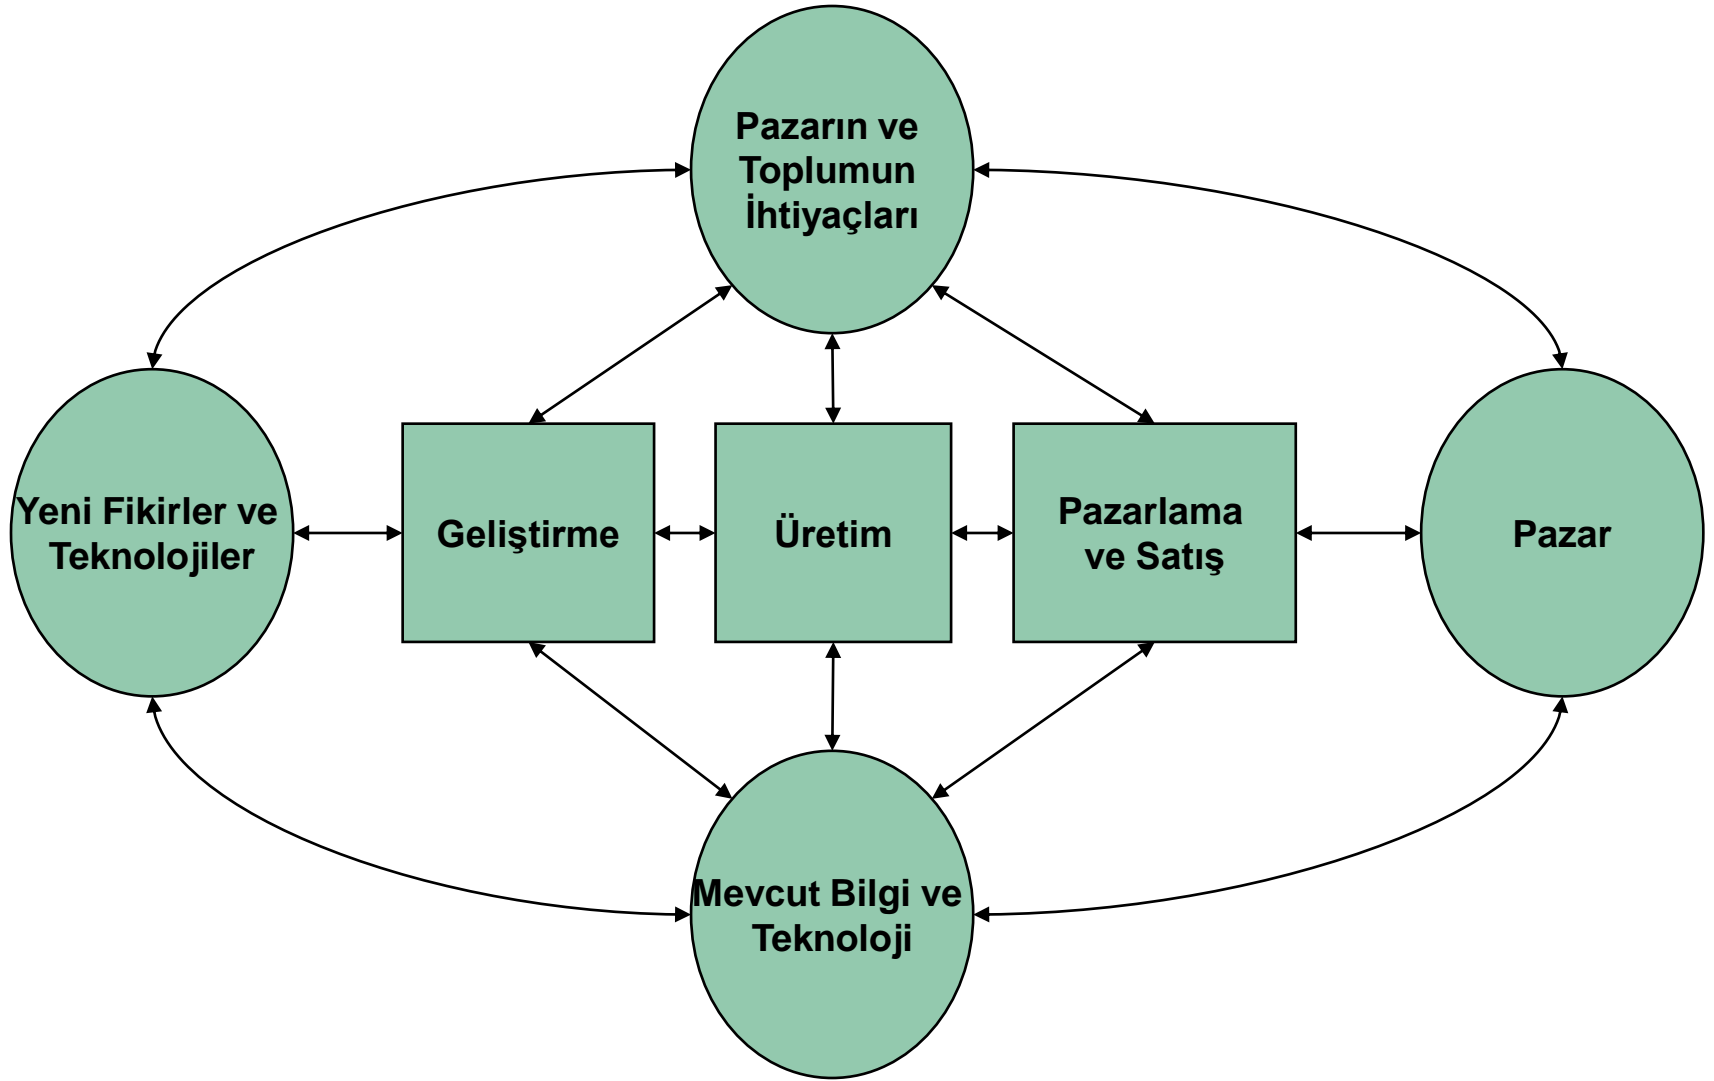 Pazarın ve
Toplumun
İhtiyaçları
Yeni Fikirler ve
Teknolojiler
Geliştirme
Üretim
Pazarlama
ve Satış
Pazar
Mevcut Bilgi ve
Teknoloji